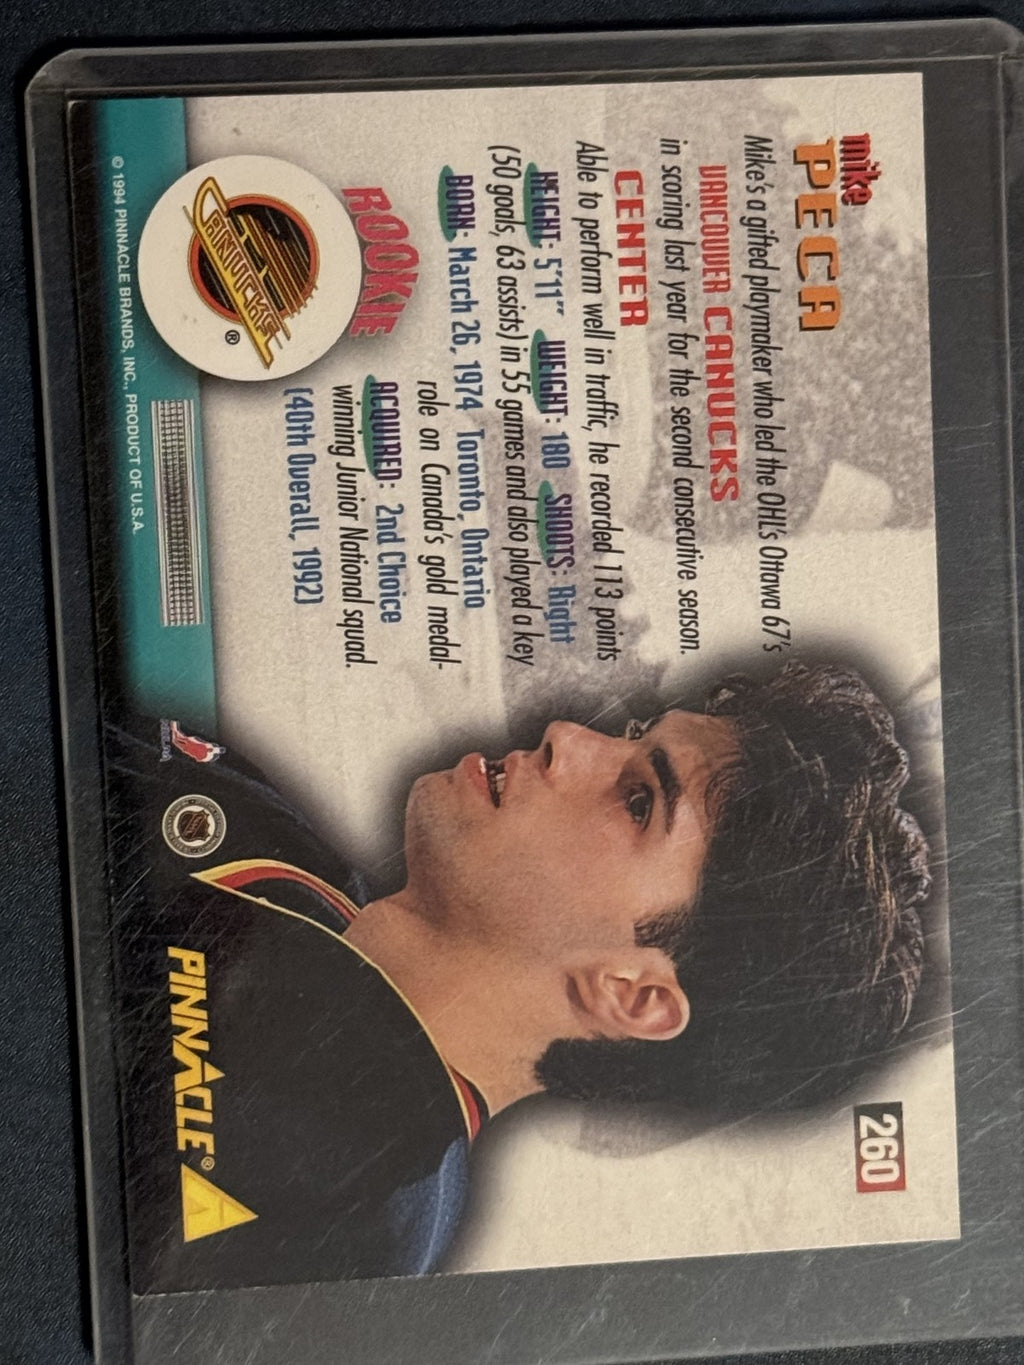 mike
PECA
VANCOUVER CANUCKS
CENTER
HEIGHT: 5'11" WEIGHT: 180 SHOOTS: Right
BORN: March 26, 1974 Toronto, Ontario
ACQUIRED: 2nd Choice
(40th Overall, 1992)
Mike's a gifted playmaker who led the OHL's Ottawa 67's
in scoring last year for the second consecutive season.
Able to perform well in traffic, he recorded 113 points
(50 goals, 63 assists) in 55 games and also played a key
role on Canada's gold medal-
winning Junior National squad.
ROOKIE
CANUCKS
®
© 1994 PINNACLE BRANDS, INC., PRODUCT OF U.S.A.
260
PINNACLE®